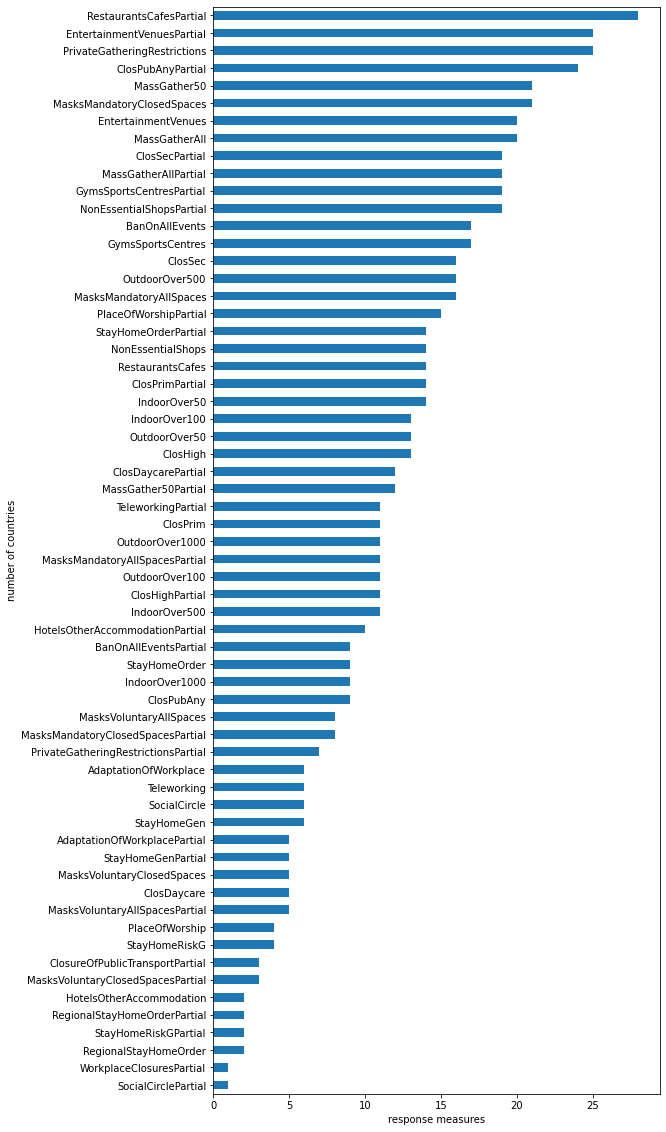 RestaurantsCafesPartial
EntertainmentVenuesPartial
PrivateGatheringRestrictions
ClosPubAnyPartial
MassGather50
MasksMandatoryClosedSpaces
EntertainmentVenues
MassGatherAll
ClosSecPartial
MassGatherAllPartial
GymsSportsCentresPartial
NonEssentialShopsPartial
BanOnAllEvents
GymsSportsCentres
ClosSec
OutdoorOver500
MasksMandatoryAllSpaces
PlaceOfWorshipPartial
StayHomeOrderPartial
NonEssentialShops
RestaurantsCafes
ClosPrimPartial
IndoorOver50
IndoorOver100
OutdoorOver50
ClosHigh
ClosDaycarePartial
MassGather50Partial
TeleworkingPartial
ClosPrim
OutdoorOver1000
MasksMandatoryAllSpacesPartial
OutdoorOver100
ClosHighPartial
IndoorOver500
HotelsOtherAccommodationPartial
BanOnAllEventsPartial
StayHomeOrder
IndoorOver1000
ClosPubAny
MasksVoluntaryAllSpaces
MasksMandatoryClosedSpacesPartial
PrivateGatheringRestrictionsPartial
AdaptationOfWorkplace
Teleworking
SocialCircle
StayHomeGen
AdaptationOfWorkplacePartial
StayHomeGenPartial
MasksVoluntaryClosedSpaces
ClosDaycare
MasksVoluntaryAllSpacesPartial
PlaceOfWorship
StayHomeRiskG
ClosureOfPublicTransportPartial
MasksVoluntaryClosedSpacesPartial
HotelsOtherAccommodation
RegionalStayHomeOrderPartial
StayHomeRiskGPartial
RegionalStayHomeOrder
WorkplaceClosuresPartial
SocialCirclePartial
number of countries
0 5 10 15 20 25
response measures